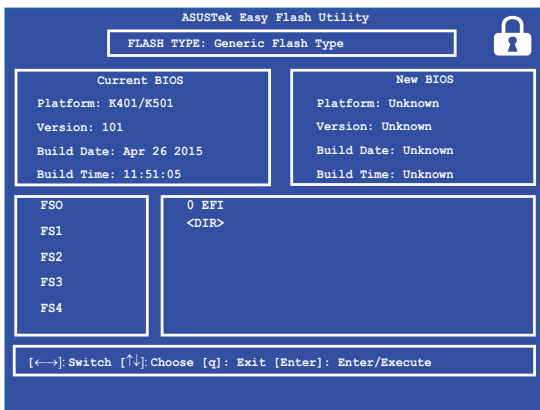 ASUSTek Easy Flash Utility
FLASH TYPE: Generic Flash Type
Current BIOS
Platform: K401/K501
Version: 101
Build Date: Apr 26 2015
Build Time: 11:51:05
New BIOS
Platform: Unknown
Version: Unknown
Build Date: Unknown
Build Time: Unknown
FSO
FS1
FS2
FS3
FS4
0 EFI
<DIR>
[←→]: Switch [↑↓]: Choose [q]: Exit [Enter]: Enter/Execute